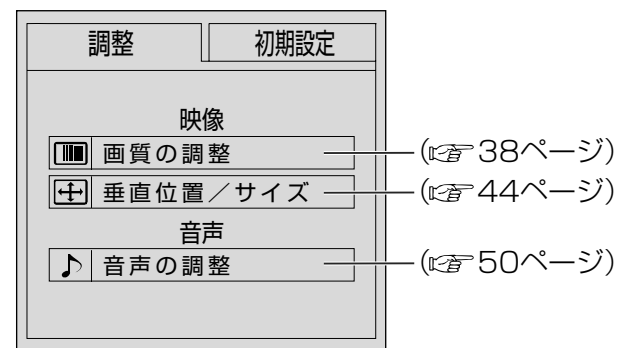 調整 初期設定
映像
画質の調整 (☞38ページ)
垂直位置／サイズ (☞44ページ)
音声
音声の調整 (☞50ページ)